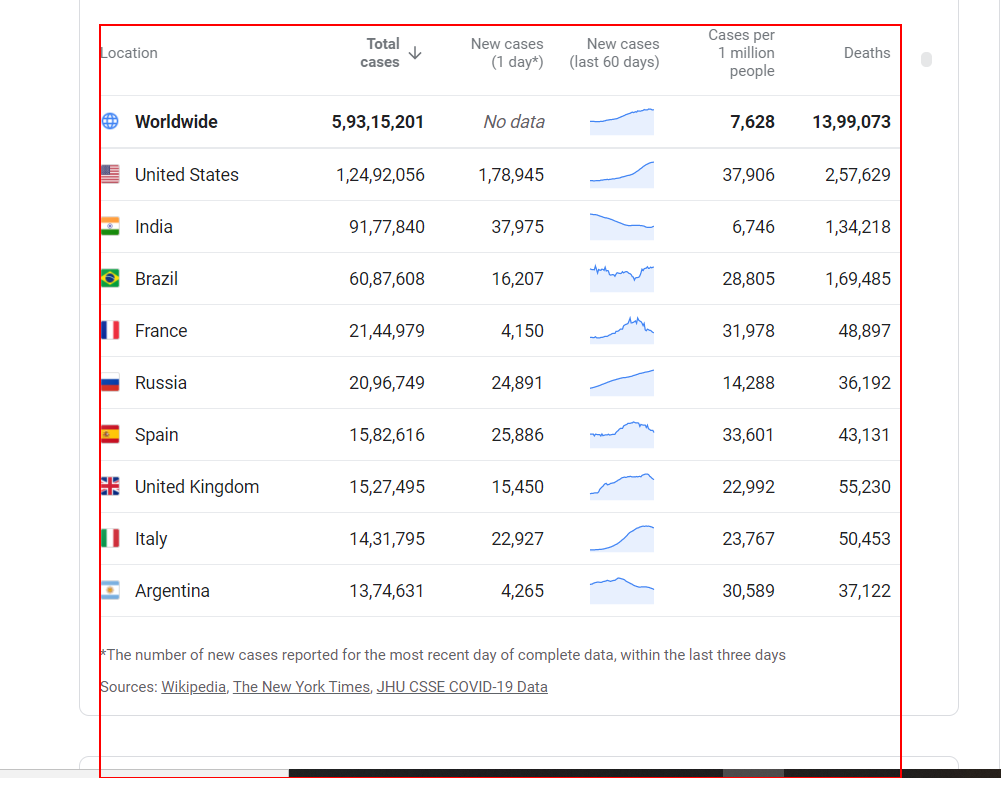 Location Total cases New cases (1 day*) New cases (last 60 days) Cases per 1 million people Deaths
Worldwide 5,93,15,201 No data 7,628 13,99,073
United States 1,24,92,056 1,78,945 37,906 2,57,629
India 91,77,840 37,975 6,746 1,34,218
Brazil 60,87,608 16,207 28,805 1,69,485
France 21,44,979 4,150 31,978 48,897
Russia 20,96,749 24,891 14,288 36,192
Spain 15,82,616 25,886 33,601 43,131
United Kingdom 15,27,495 15,450 22,992 55,230
Italy 14,31,795 22,927 23,767 50,453
Argentina 13,74,631 4,265 30,589 37,122
*The number of new cases reported for the most recent day of complete data, within the last three days
Sources: Wikipedia, The New York Times, JHU CSSE COVID-19 Data